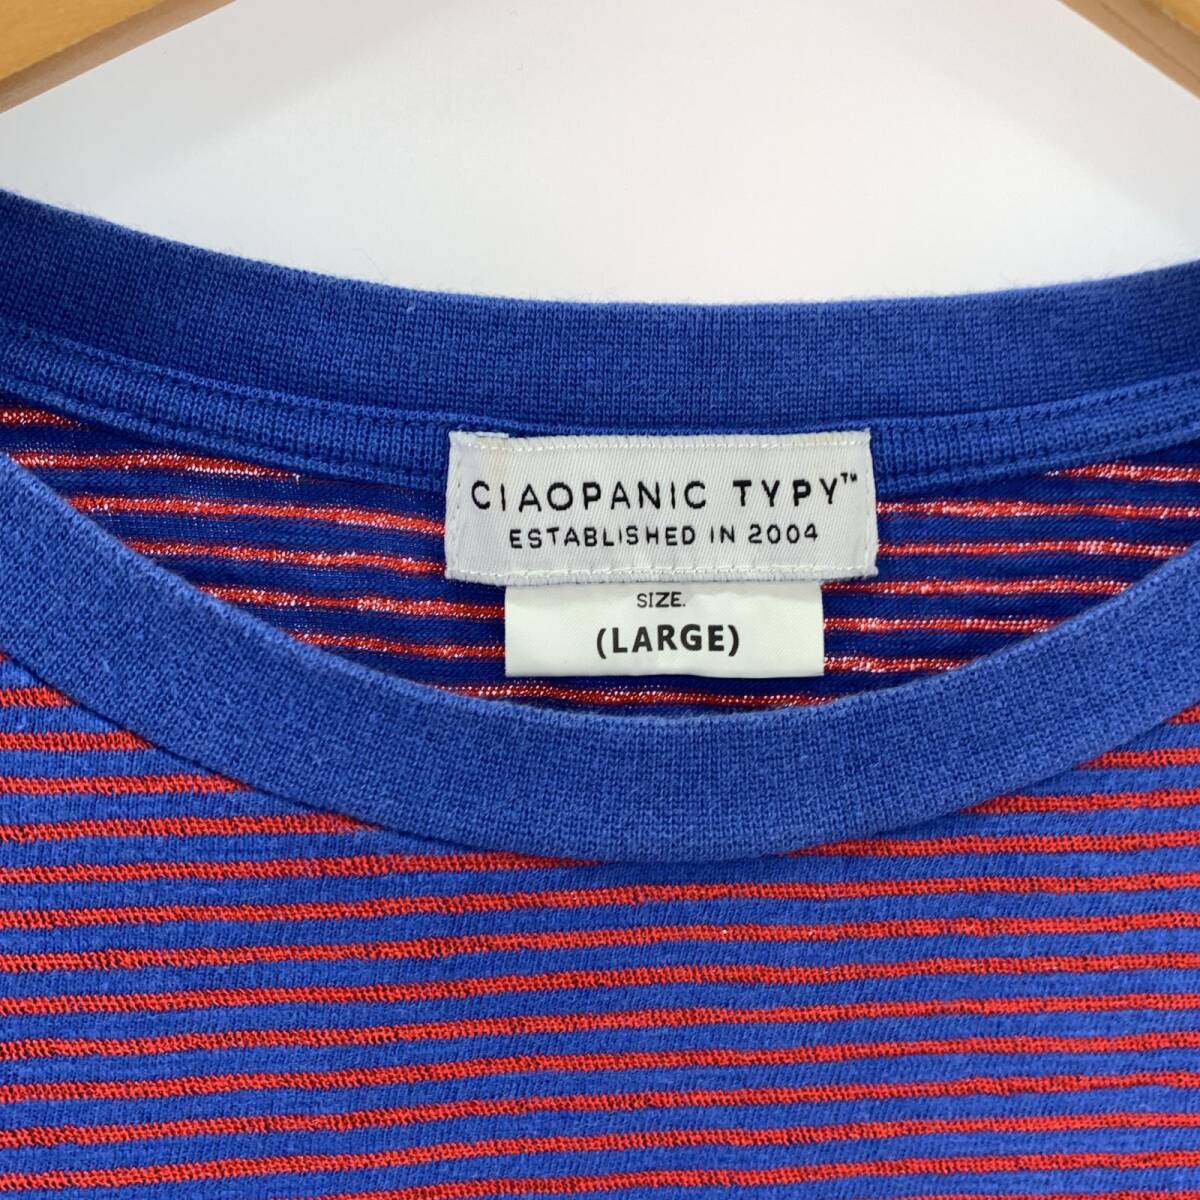 CIAOPANIC TYPY™
ESTABLISHED IN 2004
SIZE.
(LARGE)